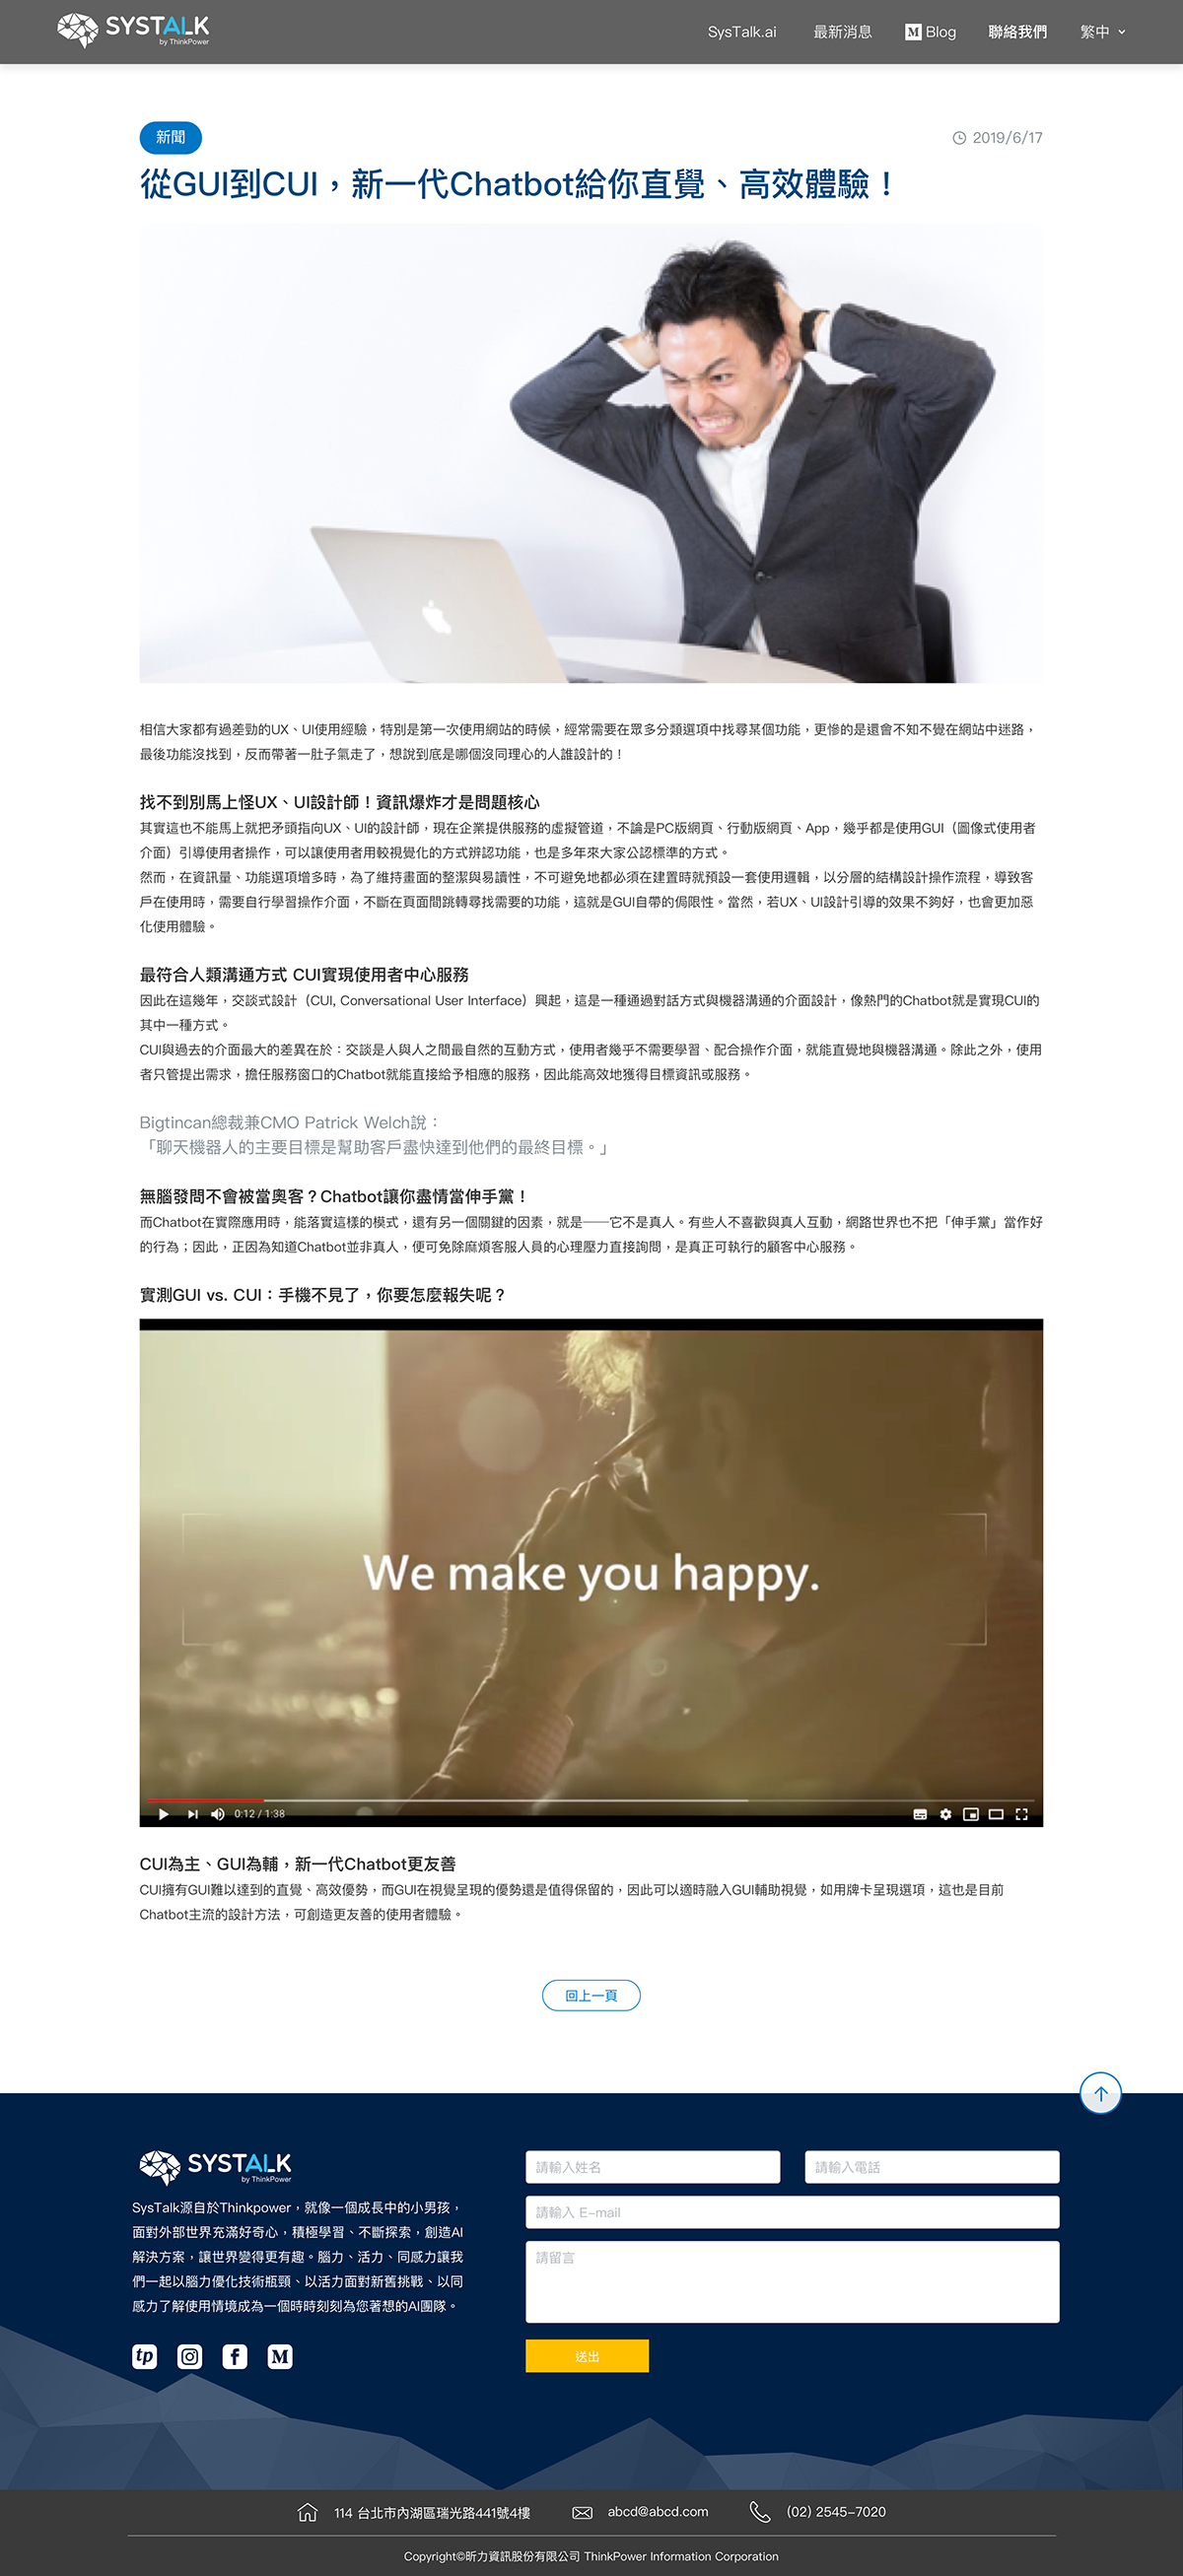 SYSTALK
by ThinkPower
SysTalk.ai 最新消息 M Blog 聯絡我們 繁中
新聞
2019/6/17
從GUI到CUI，新一代Chatbot給你直覺、高效體驗！
相信大家都有過差勁的UX、UI使用經驗，特別是第一次使用網站的時候，經常需要在眾多分類選項中找尋某個功能，更慘的是還會不知不覺在網站中迷路，
最後功能沒找到，反而帶著一肚子氣走了，想說到底是哪個沒同理心的人誰設計的！
找不到別馬上怪UX、UI設計師！資訊爆炸才是問題核心
其實這也不能馬上就把矛頭指向UX、UI的設計師，現在企業提供服務的虛擬管道，不論是PC版網頁、行動版網頁、App，幾乎都是使用GUI（圖像式使用者
介面）引導使用者操作，可以讓使用者用較視覺化的方式辨認功能，也是多年來大家公認標準的方式。
然而，在資訊量、功能選項增多時，為了維持畫面的整潔與易讀性，不可避免地都必須在建置時就預設一套使用邏輯，以分層的結構設計操作流程，導致客
戶在使用時，需要自行學習操作介面，不斷在頁面間跳轉尋找需要的功能，這就是GUI自帶的侷限性。當然，若UX、UI設計引導的效果不夠好，也會更加惡
化使用體驗。
最符合人類溝通方式 CUI實現使用者中心服務
因此在這幾年，交談式設計（CUI, Conversational User Interface）興起，這是一種通過對話方式與機器溝通的介面設計，像熱門的Chatbot就是實現CUI的
其中一種方式。
CUI與過去的介面最大的差異在於：交談是人與人之間最自然的互動方式，使用者幾乎不需要學習、配合操作介面，就能直覺地與機器溝通。除此之外，使用
者只管提出需求，擔任服務窗口的Chatbot就能直接給予相應的服務，因此能高效地獲得目標資訊或服務。
Bigtincan總裁兼CMO Patrick Welch說：
「聊天機器人的主要目標是幫助客戶盡快達到他們的最終目標。」
無腦發問不會被當奧客？Chatbot讓你盡情當伸手黨！
而Chatbot在實際應用時，能落實這樣的模式，還有另一個關鍵的因素，就是——它不是真人。有些人不喜歡與真人互動，網路世界也不把「伸手黨」當作好
的行為；因此，正因為知道Chatbot並非真人，便可免除麻煩客服人員的心理壓力直接詢問，是真正可執行的顧客中心服務。
實測GUI vs. CUI：手機不見了，你要怎麼報失呢？
We make you happy.
0:12 / 1:38
CUI為主、GUI為輔，新一代Chatbot更友善
CUI擁有GUI難以達到的直覺、高效優勢，而GUI在視覺呈現的優勢還是值得保留的，因此可以適時融入GUI輔助視覺，如用牌卡呈現選項，這也是目前
Chatbot主流的設計方法，可創造更友善的使用者體驗。
回上一頁
SYSTALK
by ThinkPower
SysTalk源自於Thinkpower，就像一個成長中的小男孩，
面對外部世界充滿好奇心，積極學習、不斷探索，創造AI
解決方案，讓世界變得更有趣。腦力、活力、同感力讓我
們一起以腦力優化技術瓶頸、以活力面對新舊挑戰、以同
感力了解使用情境成為一個時時刻刻為您著想的AI團隊。
tp f M
請輸入姓名 請輸入電話
請輸入 E-mail
請留言
送出
114 台北市內湖區瑞光路441號4樓 abcd@abcd.com (02) 2545-7020
Copyright©昕力資訊股份有限公司 ThinkPower Information Corporation